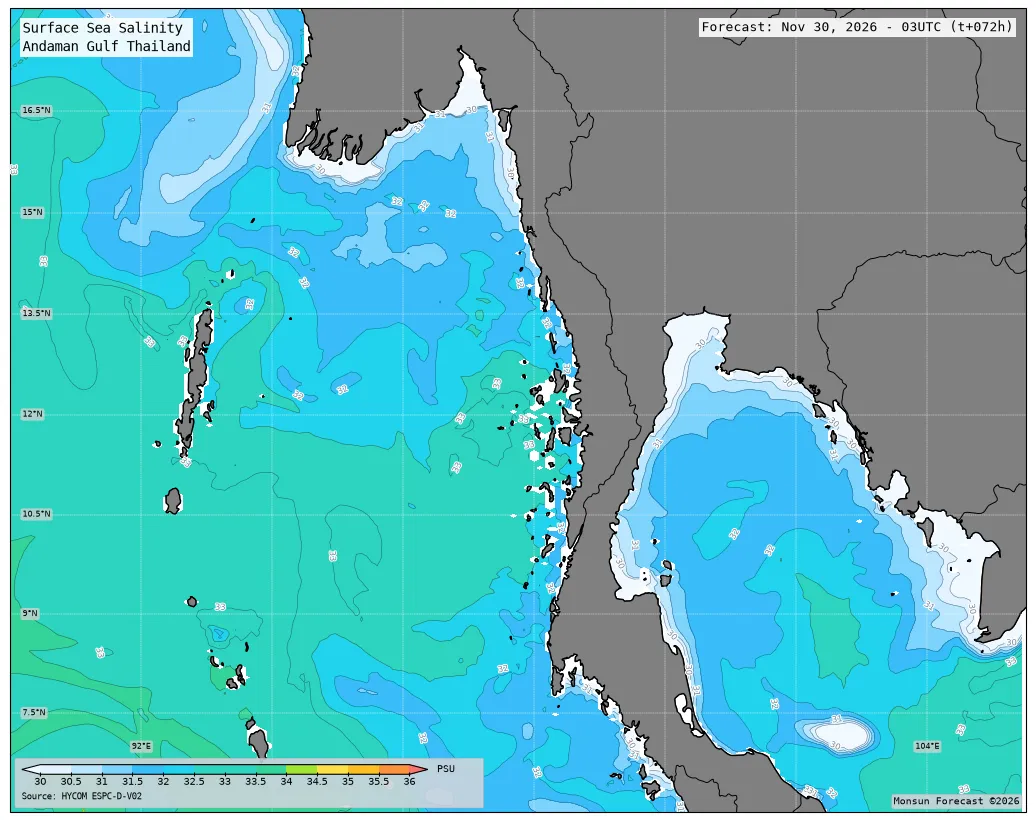 Surface Sea Salinity
Andaman Gulf Thailand
Forecast: Nov 30, 2026 - 03UTC (t+072h)
16.5°N
15°N
13.5°N
12°N
10.5°N
9°N
7.5°N
92°E
104°E
PSU
30 30.5 31 31.5 32 32.5 33 33.5 34 34.5 35 35.5 36
Source: HYCOM ESPC-D-V02
Monsun Forecast ©2026